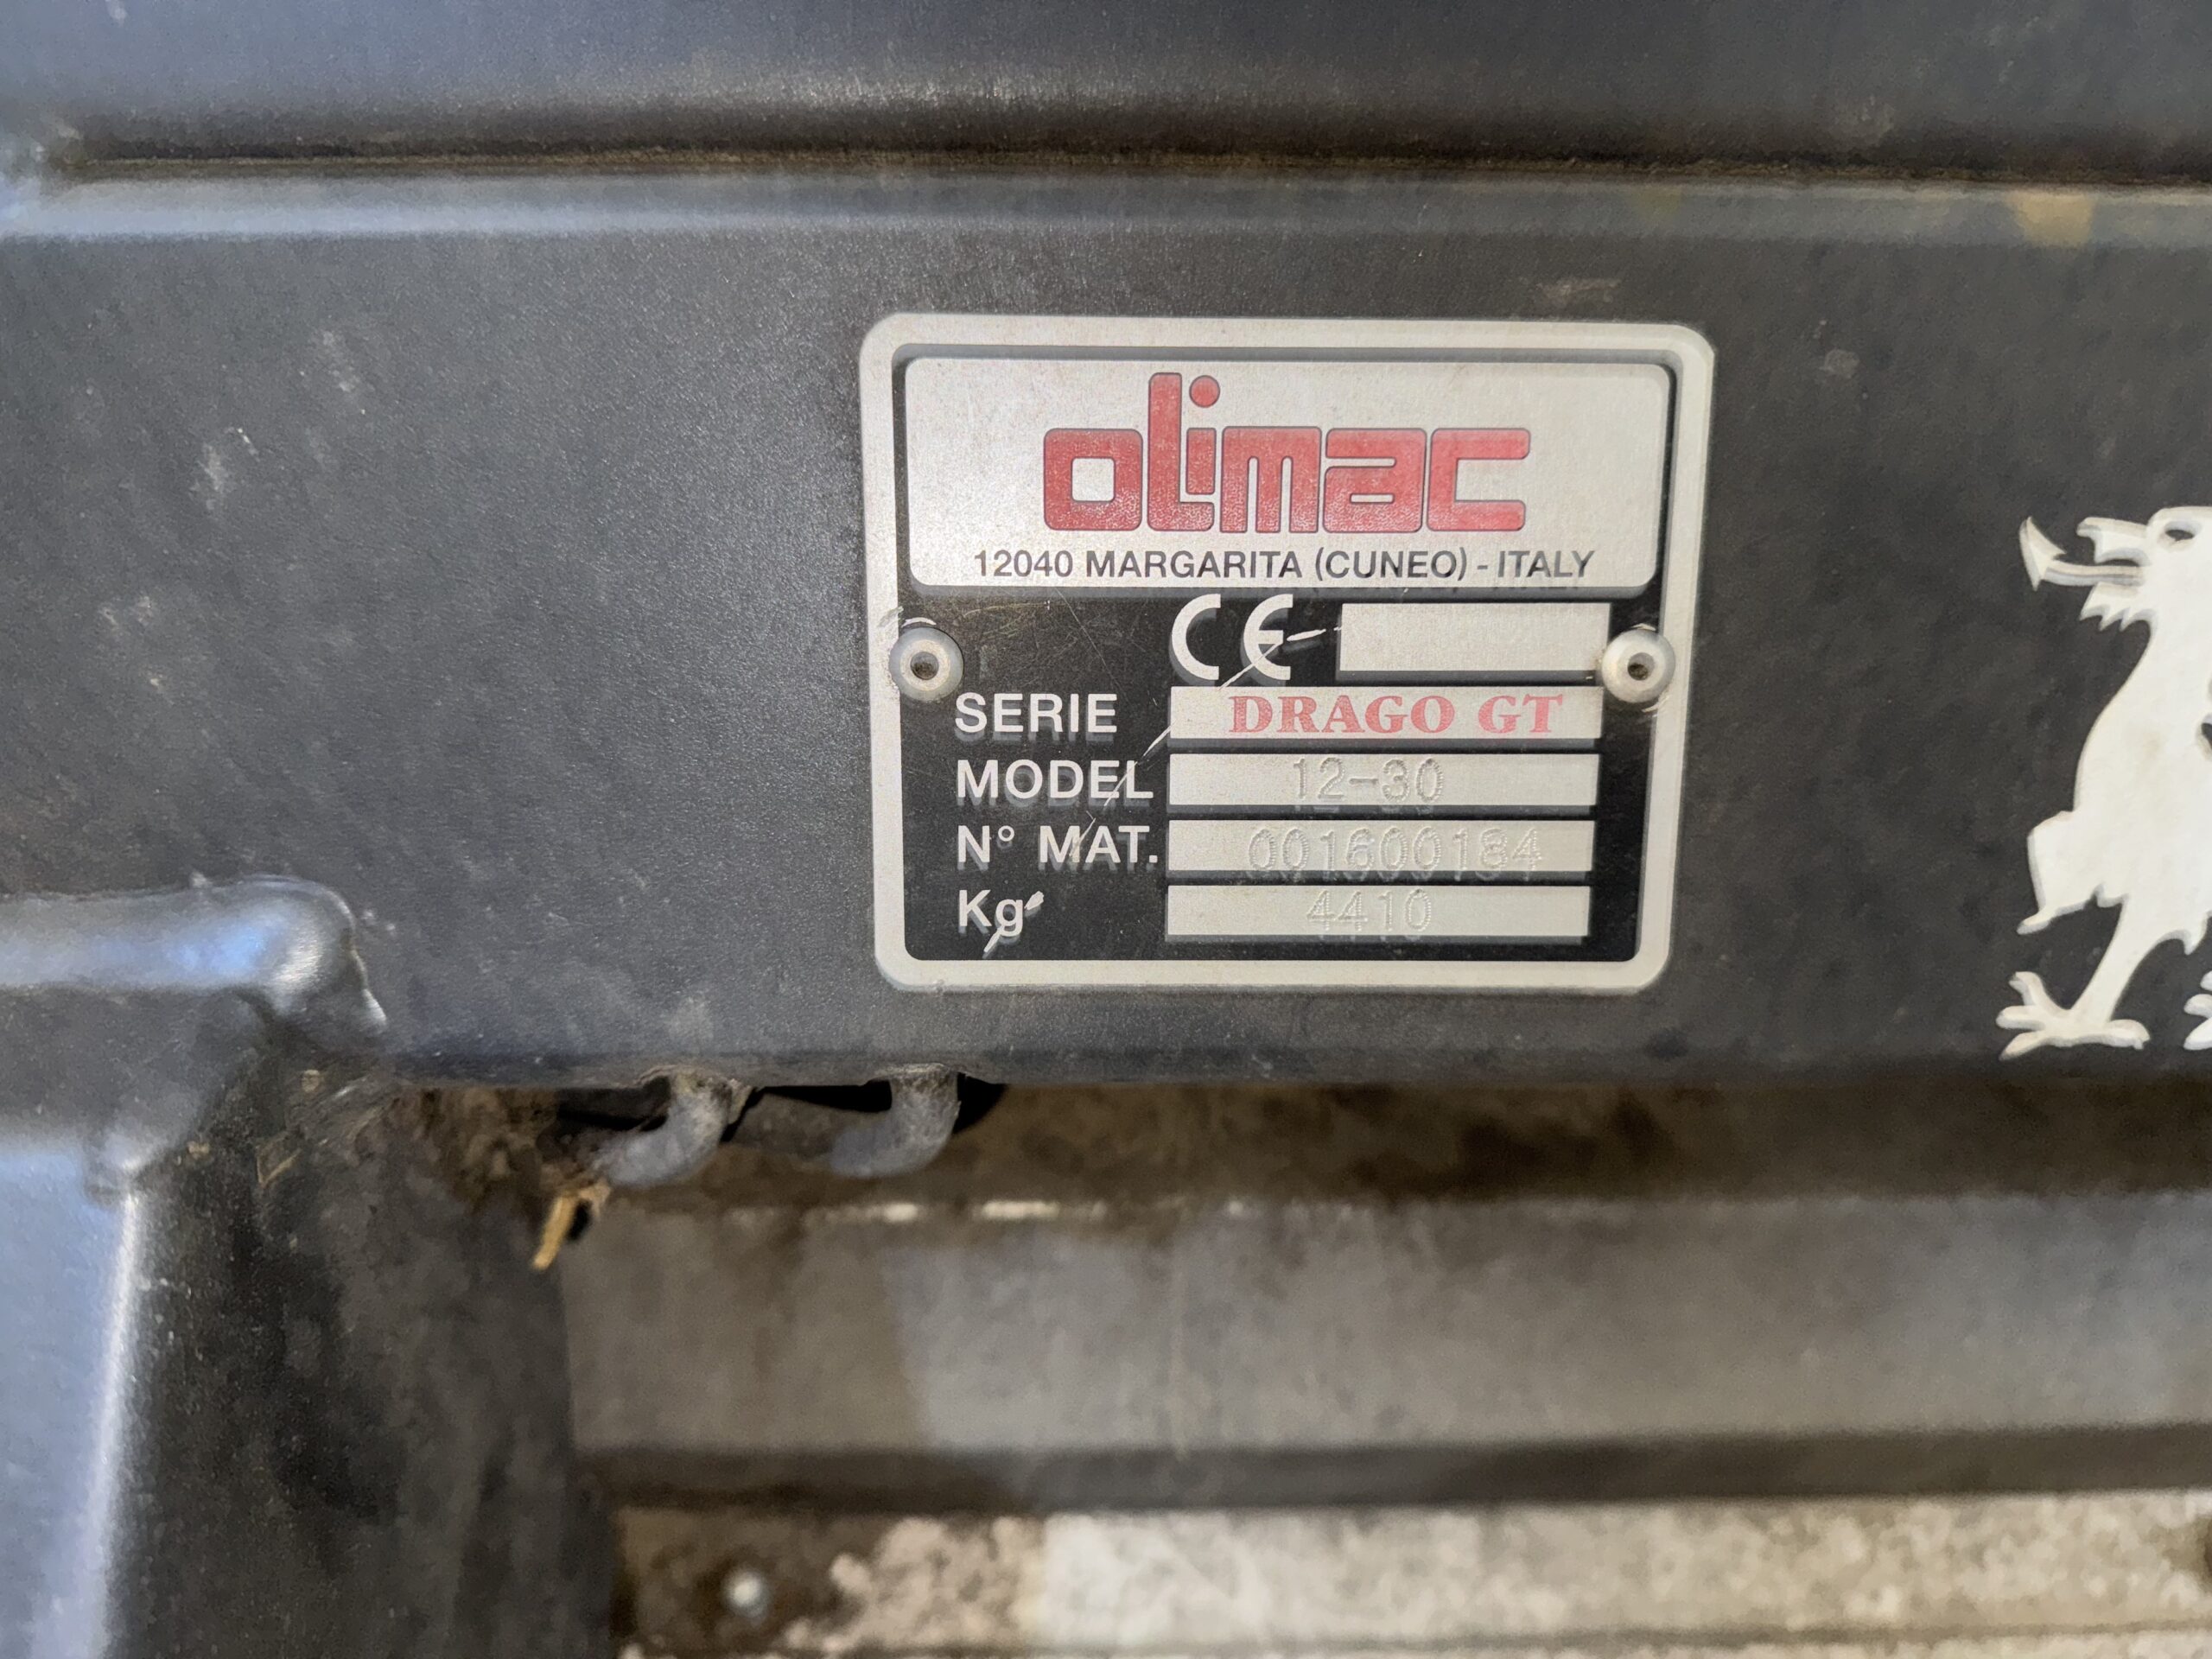 olimac
12040 MARGARITA (CUNEO) - ITALY
CE
SERIE DRAGO GT
MODEL 12-30
N° MAT. 001600184
Kg 4410